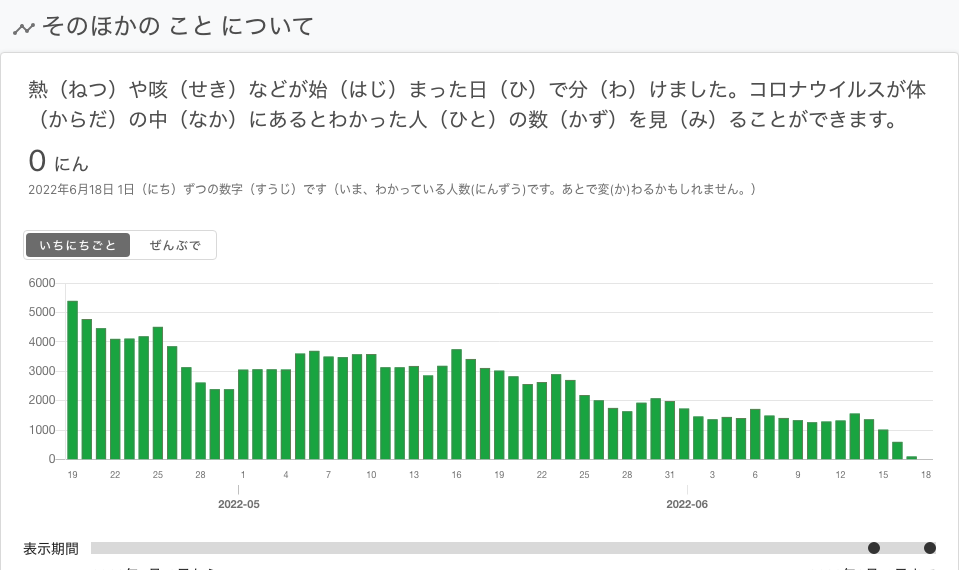 そのほかの こと について
熱（ねつ）や咳（せき）などが始（はじ）まった日（ひ）で分（わ）けました。コロナウイルスが体
（からだ）の中（なか）にあるとわかった人（ひと）の数（かず）を見（み）ることができます。
0 にん
2022年6月18日 1日（にち）ずつの数字（すうじ）です（いま、わかっている人数(にんずう)です。あとで変(か)わるかもしれません。）
いちにちごと ぜんぶで
6000
5000
4000
3000
2000
1000
0
19 22 25 28 1 4 7 10 13 16 19 22 25 28 31 3 6 9 12 15 18
2022-05 2022-06
表示期間